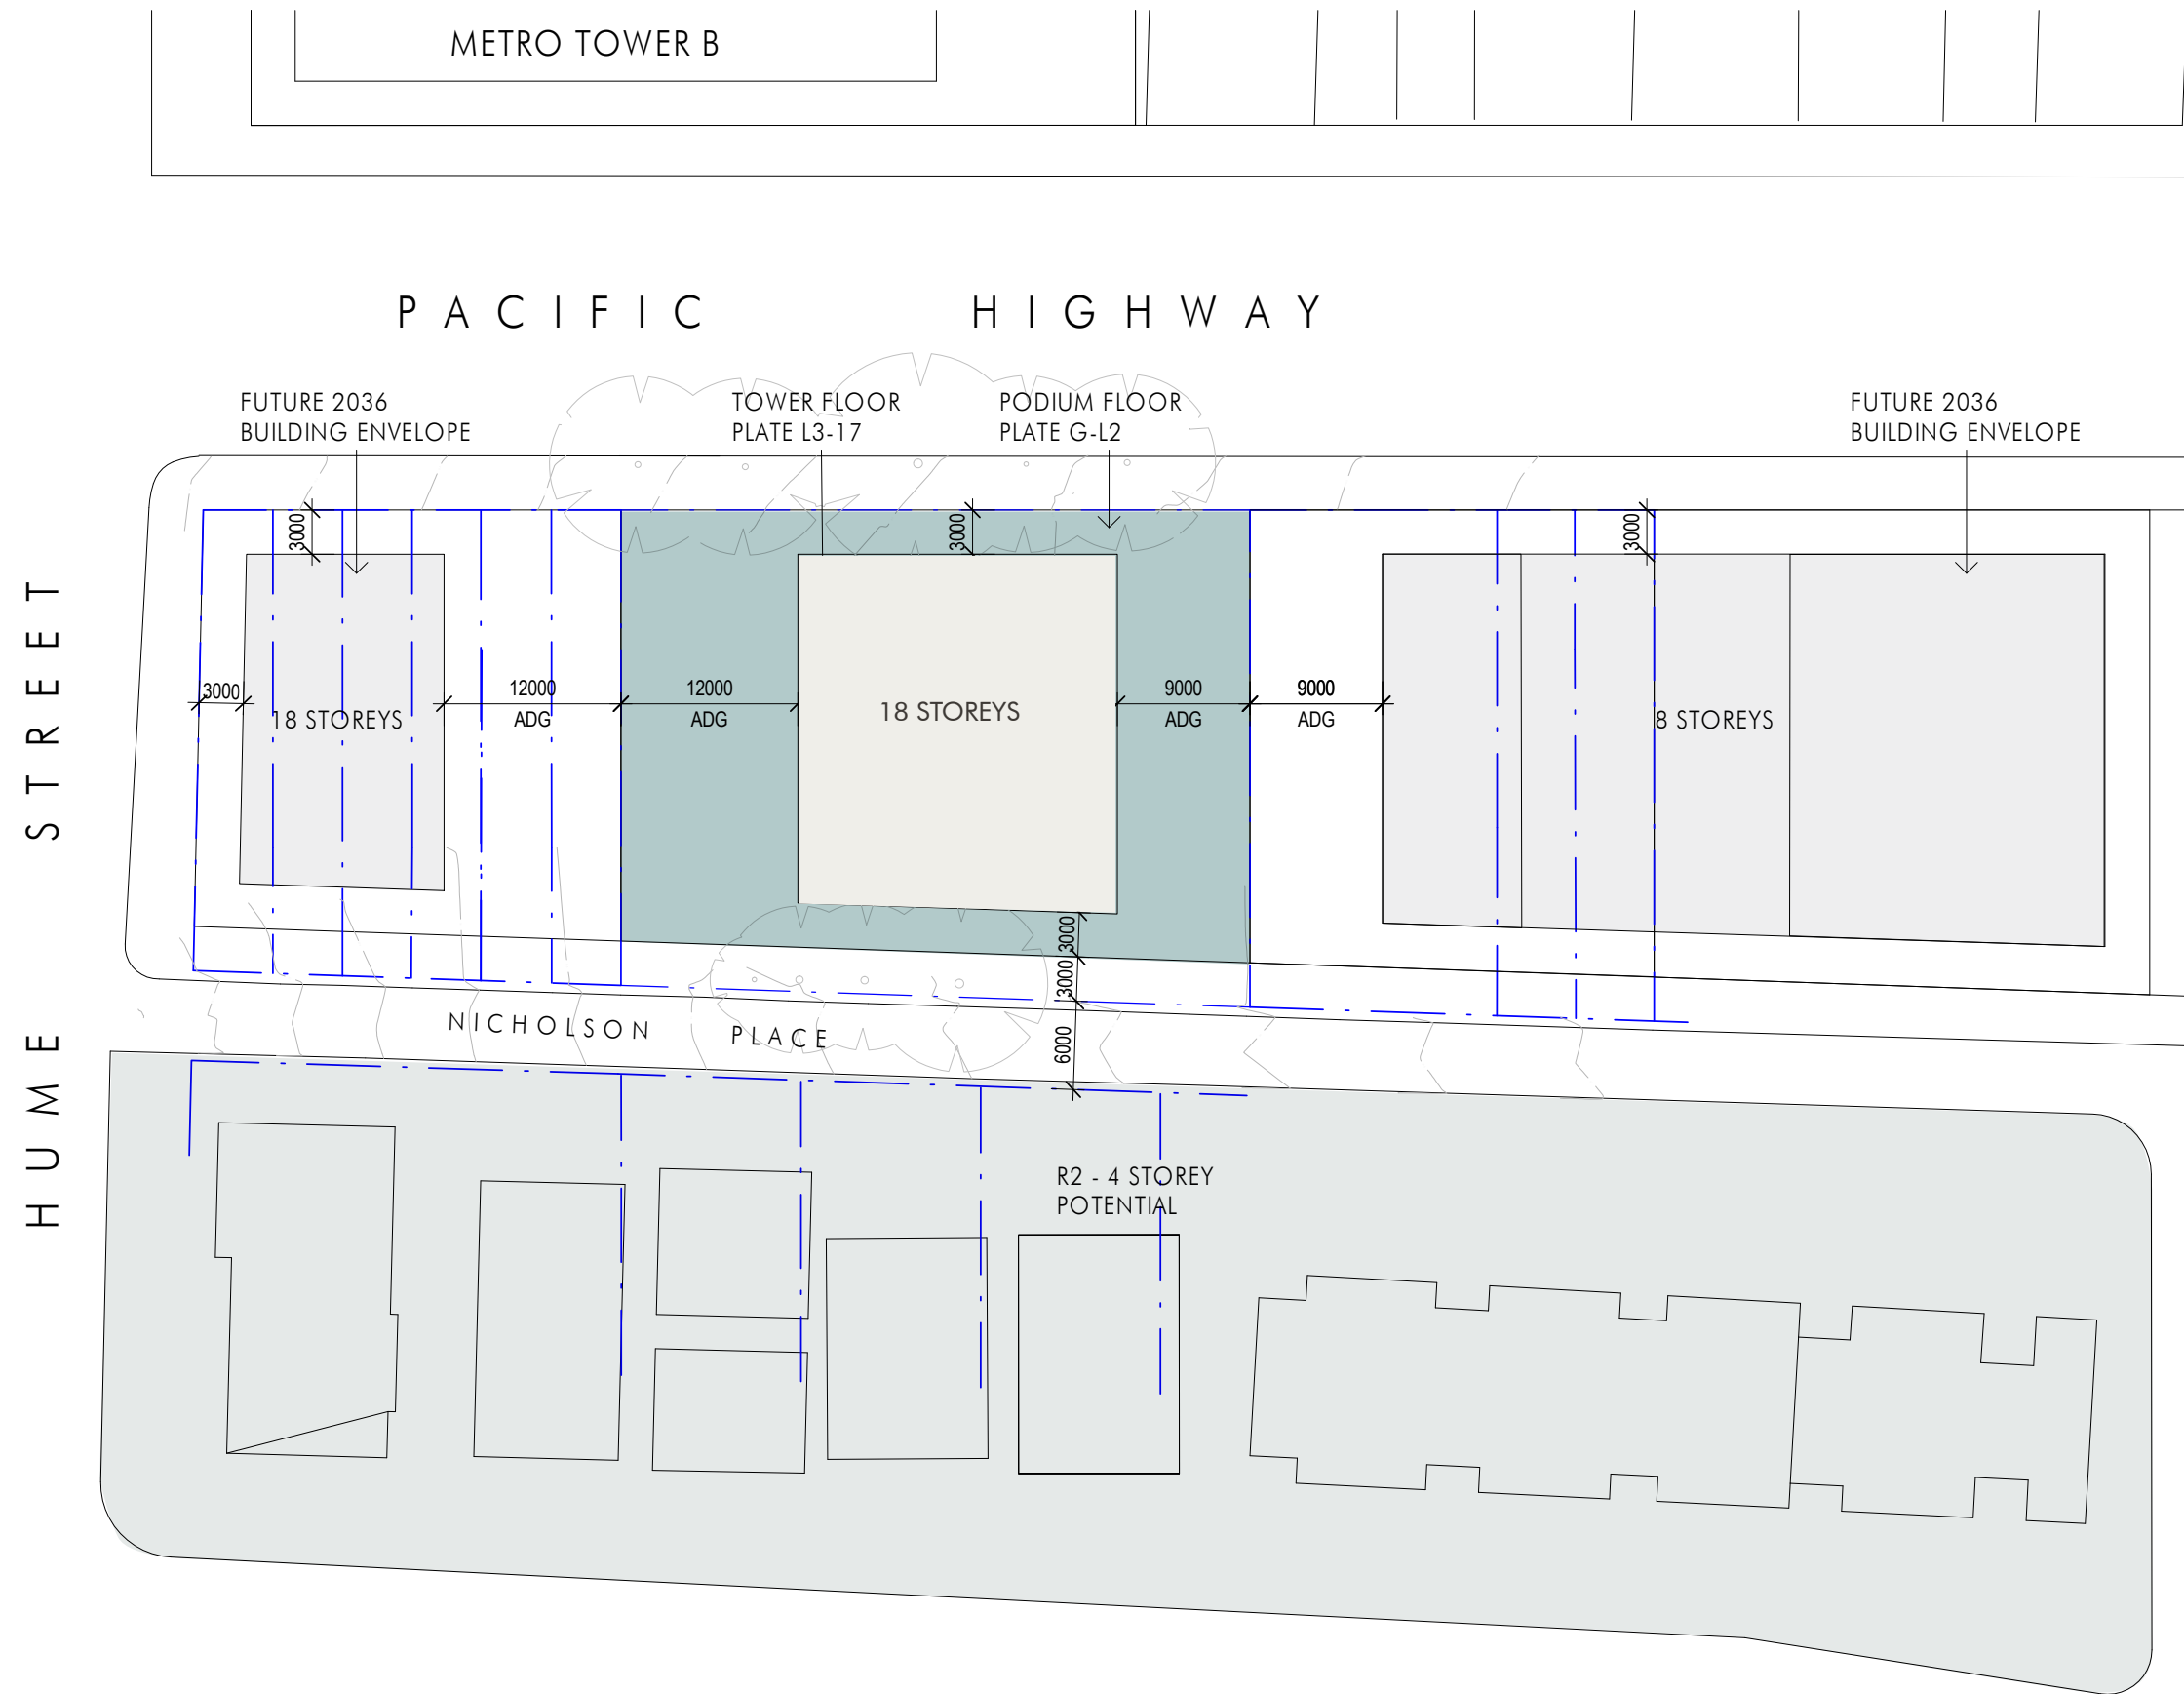 METRO TOWER B
PACIFIC HIGHWAY
FUTURE 2036
BUILDING ENVELOPE
TOWER FLOOR
PLATE L3-17
PODIUM FLOOR
PLATE G-L2
FUTURE 2036
BUILDING ENVELOPE
3000
3000
3000
3000
12000
ADG
12000
ADG
9000
ADG
9000
ADG
18 STOREYS
18 STOREYS
8 STOREYS
3000
3000
6000
NICHOLSON PLACE
HUME STREET
R2 - 4 STOREY
POTENTIAL